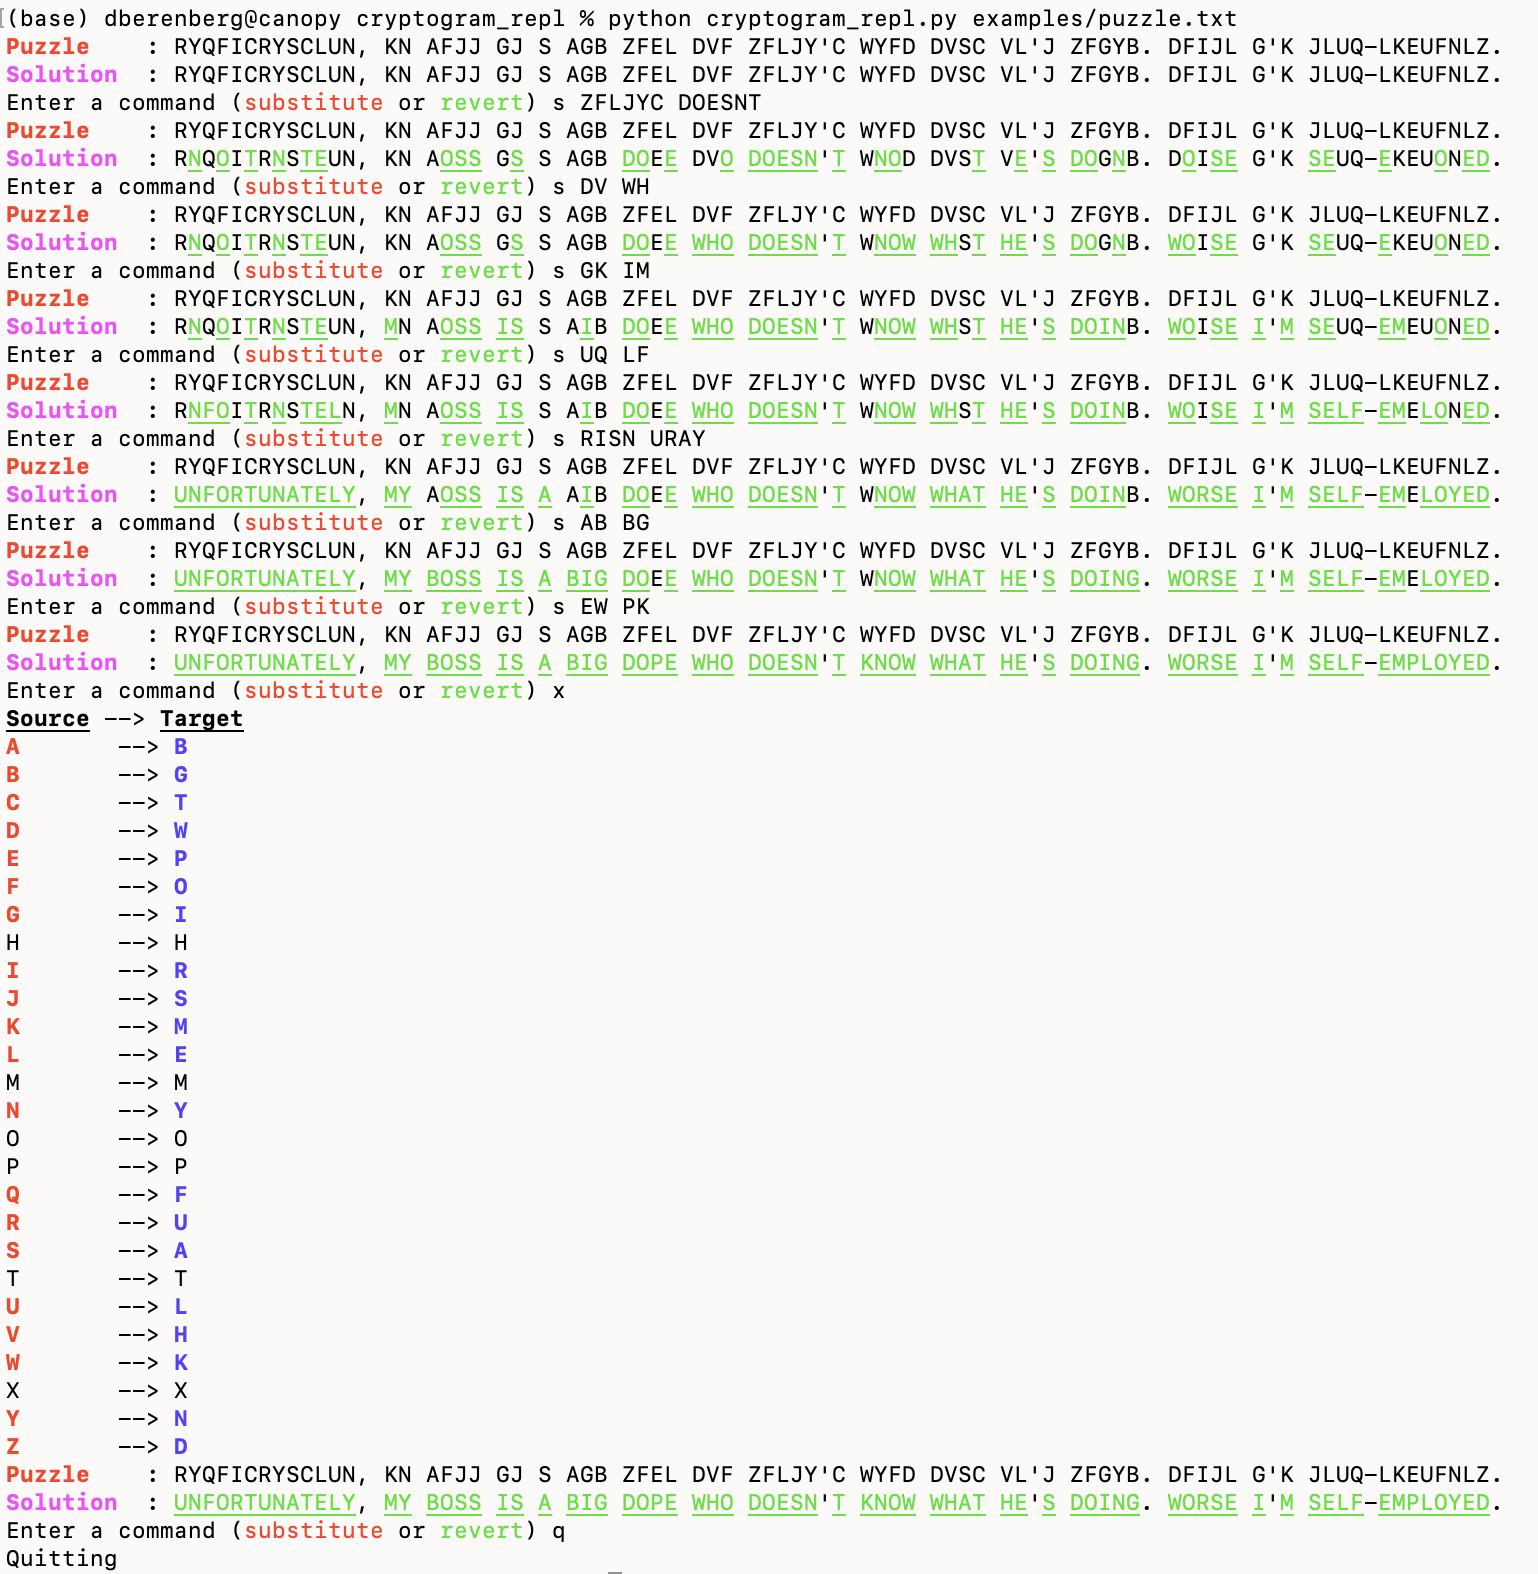 (base) dberenberg@canopy cryptogram_repl % python cryptogram_repl.py examples/puzzle.txt
Puzzle : RYQFICRYSCLUN, KN AFJJ GJ S AGB ZFEL DVF ZFLJY'C WYFD DVSC VL'J ZFGYB. DFIJL G'K JLUQ-LKEUFNLZ.
Solution : RYQFICRYSCLUN, KN AFJJ GJ S AGB ZFEL DVF ZFLJY'C WYFD DVSC VL'J ZFGYB. DFIJL G'K JLUQ-LKEUFNLZ.
Enter a command (substitute or revert) s ZFLJYC DOESNT
Puzzle : RYQFICRYSCLUN, KN AFJJ GJ S AGB ZFEL DVF ZFLJY'C WYFD DVSC VL'J ZFGYB. DFIJL G'K JLUQ-LKEUFNLZ.
Solution : RNQOITRNSTEUN, KN AOSS GS S AGB DOEE DVO DOESN'T WNOD DVST VE'S DOGNB. DOISE G'K SEUQ-EKEUONED.
Enter a command (substitute or revert) s DV WH
Puzzle : RYQFICRYSCLUN, KN AFJJ GJ S AGB ZFEL DVF ZFLJY'C WYFD DVSC VL'J ZFGYB. DFIJL G'K JLUQ-LKEUFNLZ.
Solution : RNQOITRNSTEUN, KN AOSS GS S AGB DOEE WHO DOESN'T WNOW WHST HE'S DOGNB. WOISE G'K SEUQ-EKEUONED.
Enter a command (substitute or revert) s GK IM
Puzzle : RYQFICRYSCLUN, KN AFJJ GJ S AGB ZFEL DVF ZFLJY'C WYFD DVSC VL'J ZFGYB. DFIJL G'K JLUQ-LKEUFNLZ.
Solution : RNQOITRNSTEUN, MN AOSS IS S AIB DOEE WHO DOESN'T WNOW WHST HE'S DOINB. WOISE I'M SEUQ-EMEUONED.
Enter a command (substitute or revert) s UQ LF
Puzzle : RYQFICRYSCLUN, KN AFJJ GJ S AGB ZFEL DVF ZFLJY'C WYFD DVSC VL'J ZFGYB. DFIJL G'K JLUQ-LKEUFNLZ.
Solution : RNFOITRNSTELN, MN AOSS IS S AIB DOEE WHO DOESN'T WNOW WHST HE'S DOINB. WOISE I'M SELF-EMELONED.
Enter a command (substitute or revert) s RISN URAY
Puzzle : RYQFICRYSCLUN, KN AFJJ GJ S AGB ZFEL DVF ZFLJY'C WYFD DVSC VL'J ZFGYB. DFIJL G'K JLUQ-LKEUFNLZ.
Solution : UNFORTUNATELY, MY AOSS IS A AIB DOEE WHO DOESN'T WNOW WHAT HE'S DOINB. WORSE I'M SELF-EMELOYED.
Enter a command (substitute or revert) s AB BG
Puzzle : RYQFICRYSCLUN, KN AFJJ GJ S AGB ZFEL DVF ZFLJY'C WYFD DVSC VL'J ZFGYB. DFIJL G'K JLUQ-LKEUFNLZ.
Solution : UNFORTUNATELY, MY BOSS IS A BIG DOEE WHO DOESN'T WNOW WHAT HE'S DOING. WORSE I'M SELF-EMELOYED.
Enter a command (substitute or revert) s EW PK
Puzzle : RYQFICRYSCLUN, KN AFJJ GJ S AGB ZFEL DVF ZFLJY'C WYFD DVSC VL'J ZFGYB. DFIJL G'K JLUQ-LKEUFNLZ.
Solution : UNFORTUNATELY, MY BOSS IS A BIG DOPE WHO DOESN'T KNOW WHAT HE'S DOING. WORSE I'M SELF-EMPLOYED.
Enter a command (substitute or revert) x
Source --> Target
A --> B
B --> G
C --> T
D --> W
E --> P
F --> O
G --> I
H --> H
I --> R
J --> S
K --> M
L --> E
M --> M
N --> Y
O --> O
P --> P
Q --> F
R --> U
S --> A
T --> T
U --> L
V --> H
W --> K
X --> X
Y --> N
Z --> D
Puzzle : RYQFICRYSCLUN, KN AFJJ GJ S AGB ZFEL DVF ZFLJY'C WYFD DVSC VL'J ZFGYB. DFIJL G'K JLUQ-LKEUFNLZ.
Solution : UNFORTUNATELY, MY BOSS IS A BIG DOPE WHO DOESN'T KNOW WHAT HE'S DOING. WORSE I'M SELF-EMPLOYED.
Enter a command (substitute or revert) q
Quitting